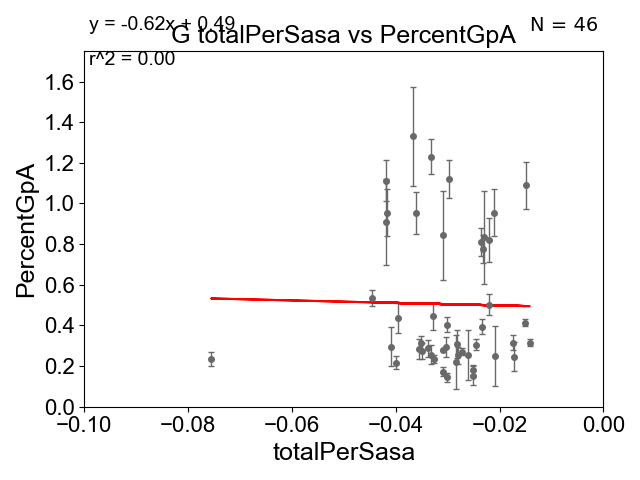 y = -0.62x + 0.49
N = 46
G totalPerSasa vs PercentGpA
r^2 = 0.00
1.6
1.4
1.2
1.0
0.8
0.6
0.4
0.2
0.0
PercentGpA
−0.10 −0.08 −0.06 −0.04 −0.02 0.00
totalPerSasa